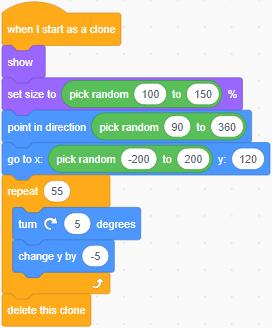 when I start as a clone
show
set size to pick random 100 to 150 %
point in direction pick random 90 to 360
go to x: pick random -200 to 200 y: 120
repeat 55
turn 5 degrees
change y by -5
delete this clone